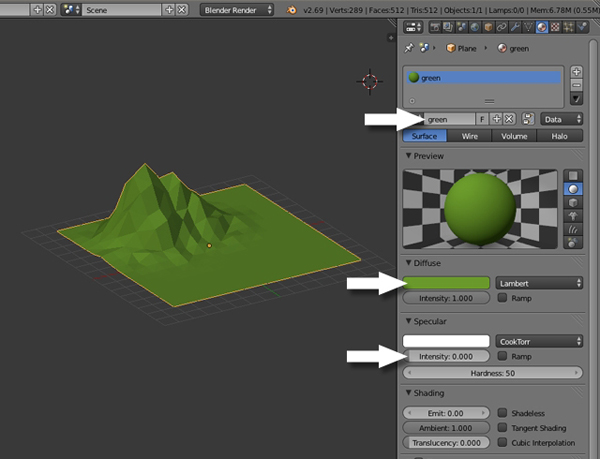 Scene
Blender Render
v2.69 | Verts:289 | Faces:512 | Tris:512 | Objects:1/1 | Lamps:0/0 | Mem:6.78M (0.55M)
Plane
green
green
green
F
Data
Surface
Wire
Volume
Halo
Preview
Diffuse
Lambert
Intensity: 1.000
Ramp
Specular
CookTorr
Intensity: 0.000
Ramp
Hardness: 50
Shading
Emit: 0.00
Shadeless
Ambient: 1.000
Tangent Shading
Translucency: 0.000
Cubic Interpolation